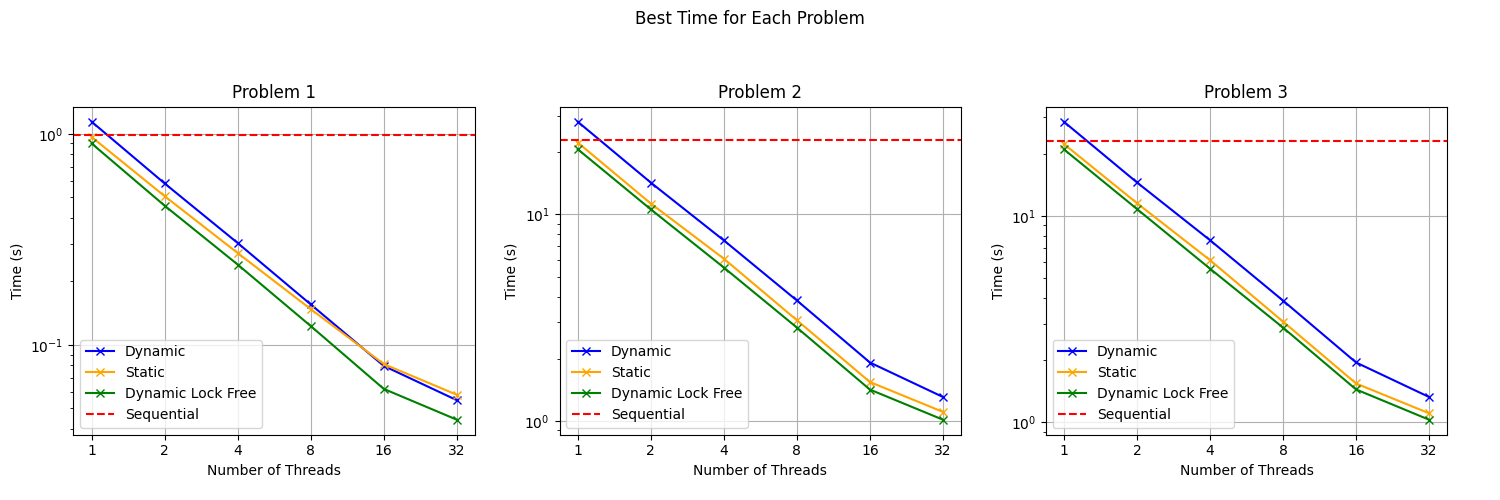 Best Time for Each Problem
Problem 1
10⁰
10⁻¹
Time (s)
Dynamic
Static
Dynamic Lock Free
Sequential
1 2 4 8 16 32
Number of Threads
Problem 2
10¹
10⁰
Time (s)
Dynamic
Static
Dynamic Lock Free
Sequential
1 2 4 8 16 32
Number of Threads
Problem 3
10¹
10⁰
Time (s)
Dynamic
Static
Dynamic Lock Free
Sequential
1 2 4 8 16 32
Number of Threads